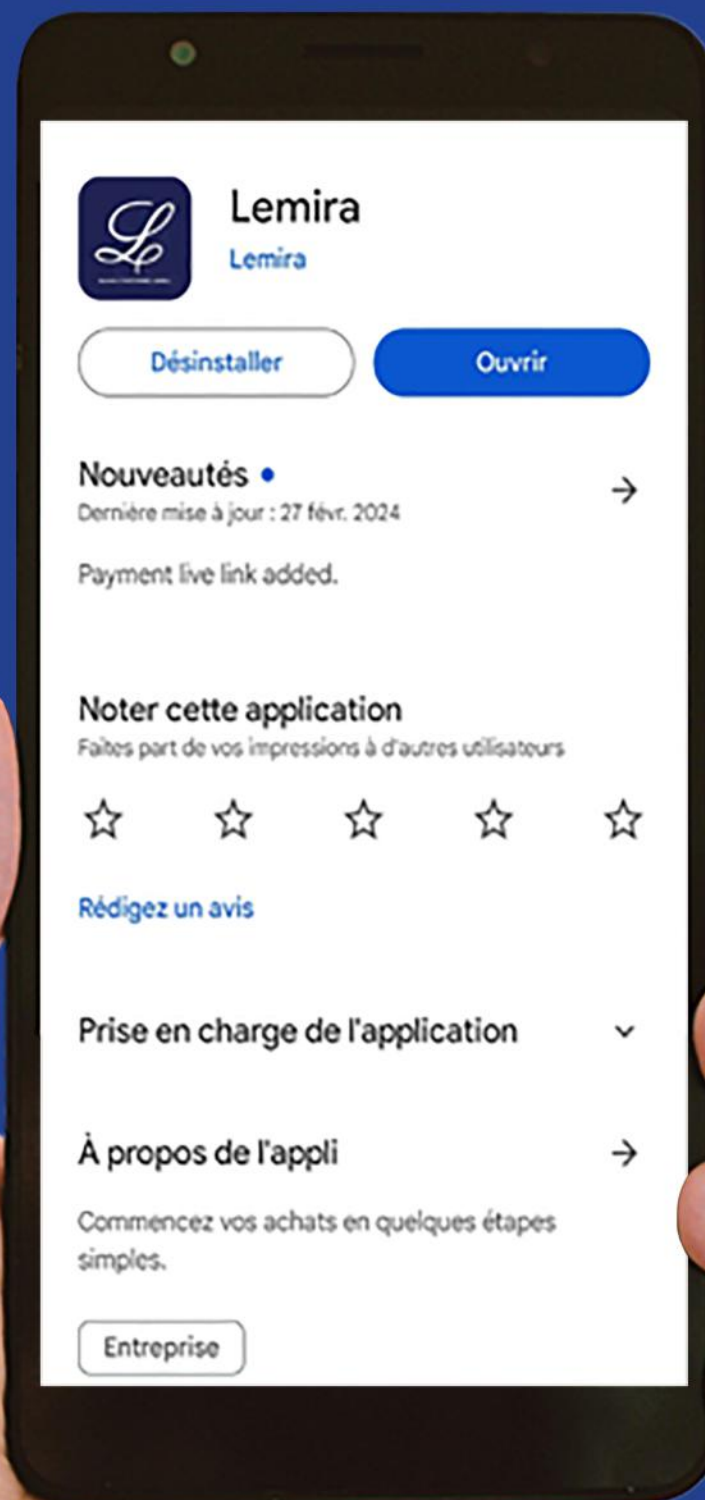 Lemira
Lemira
Désinstaller
Ouvrir
Nouveautés
Dernière mise à jour : 27 févr. 2024
Payment live link added.
Noter cette application
Faites part de vos impressions à d'autres utilisateurs
Rédigez un avis
Prise en charge de l'application
À propos de l'appli
Commencez vos achats en quelques étapes
simples.
Entreprise